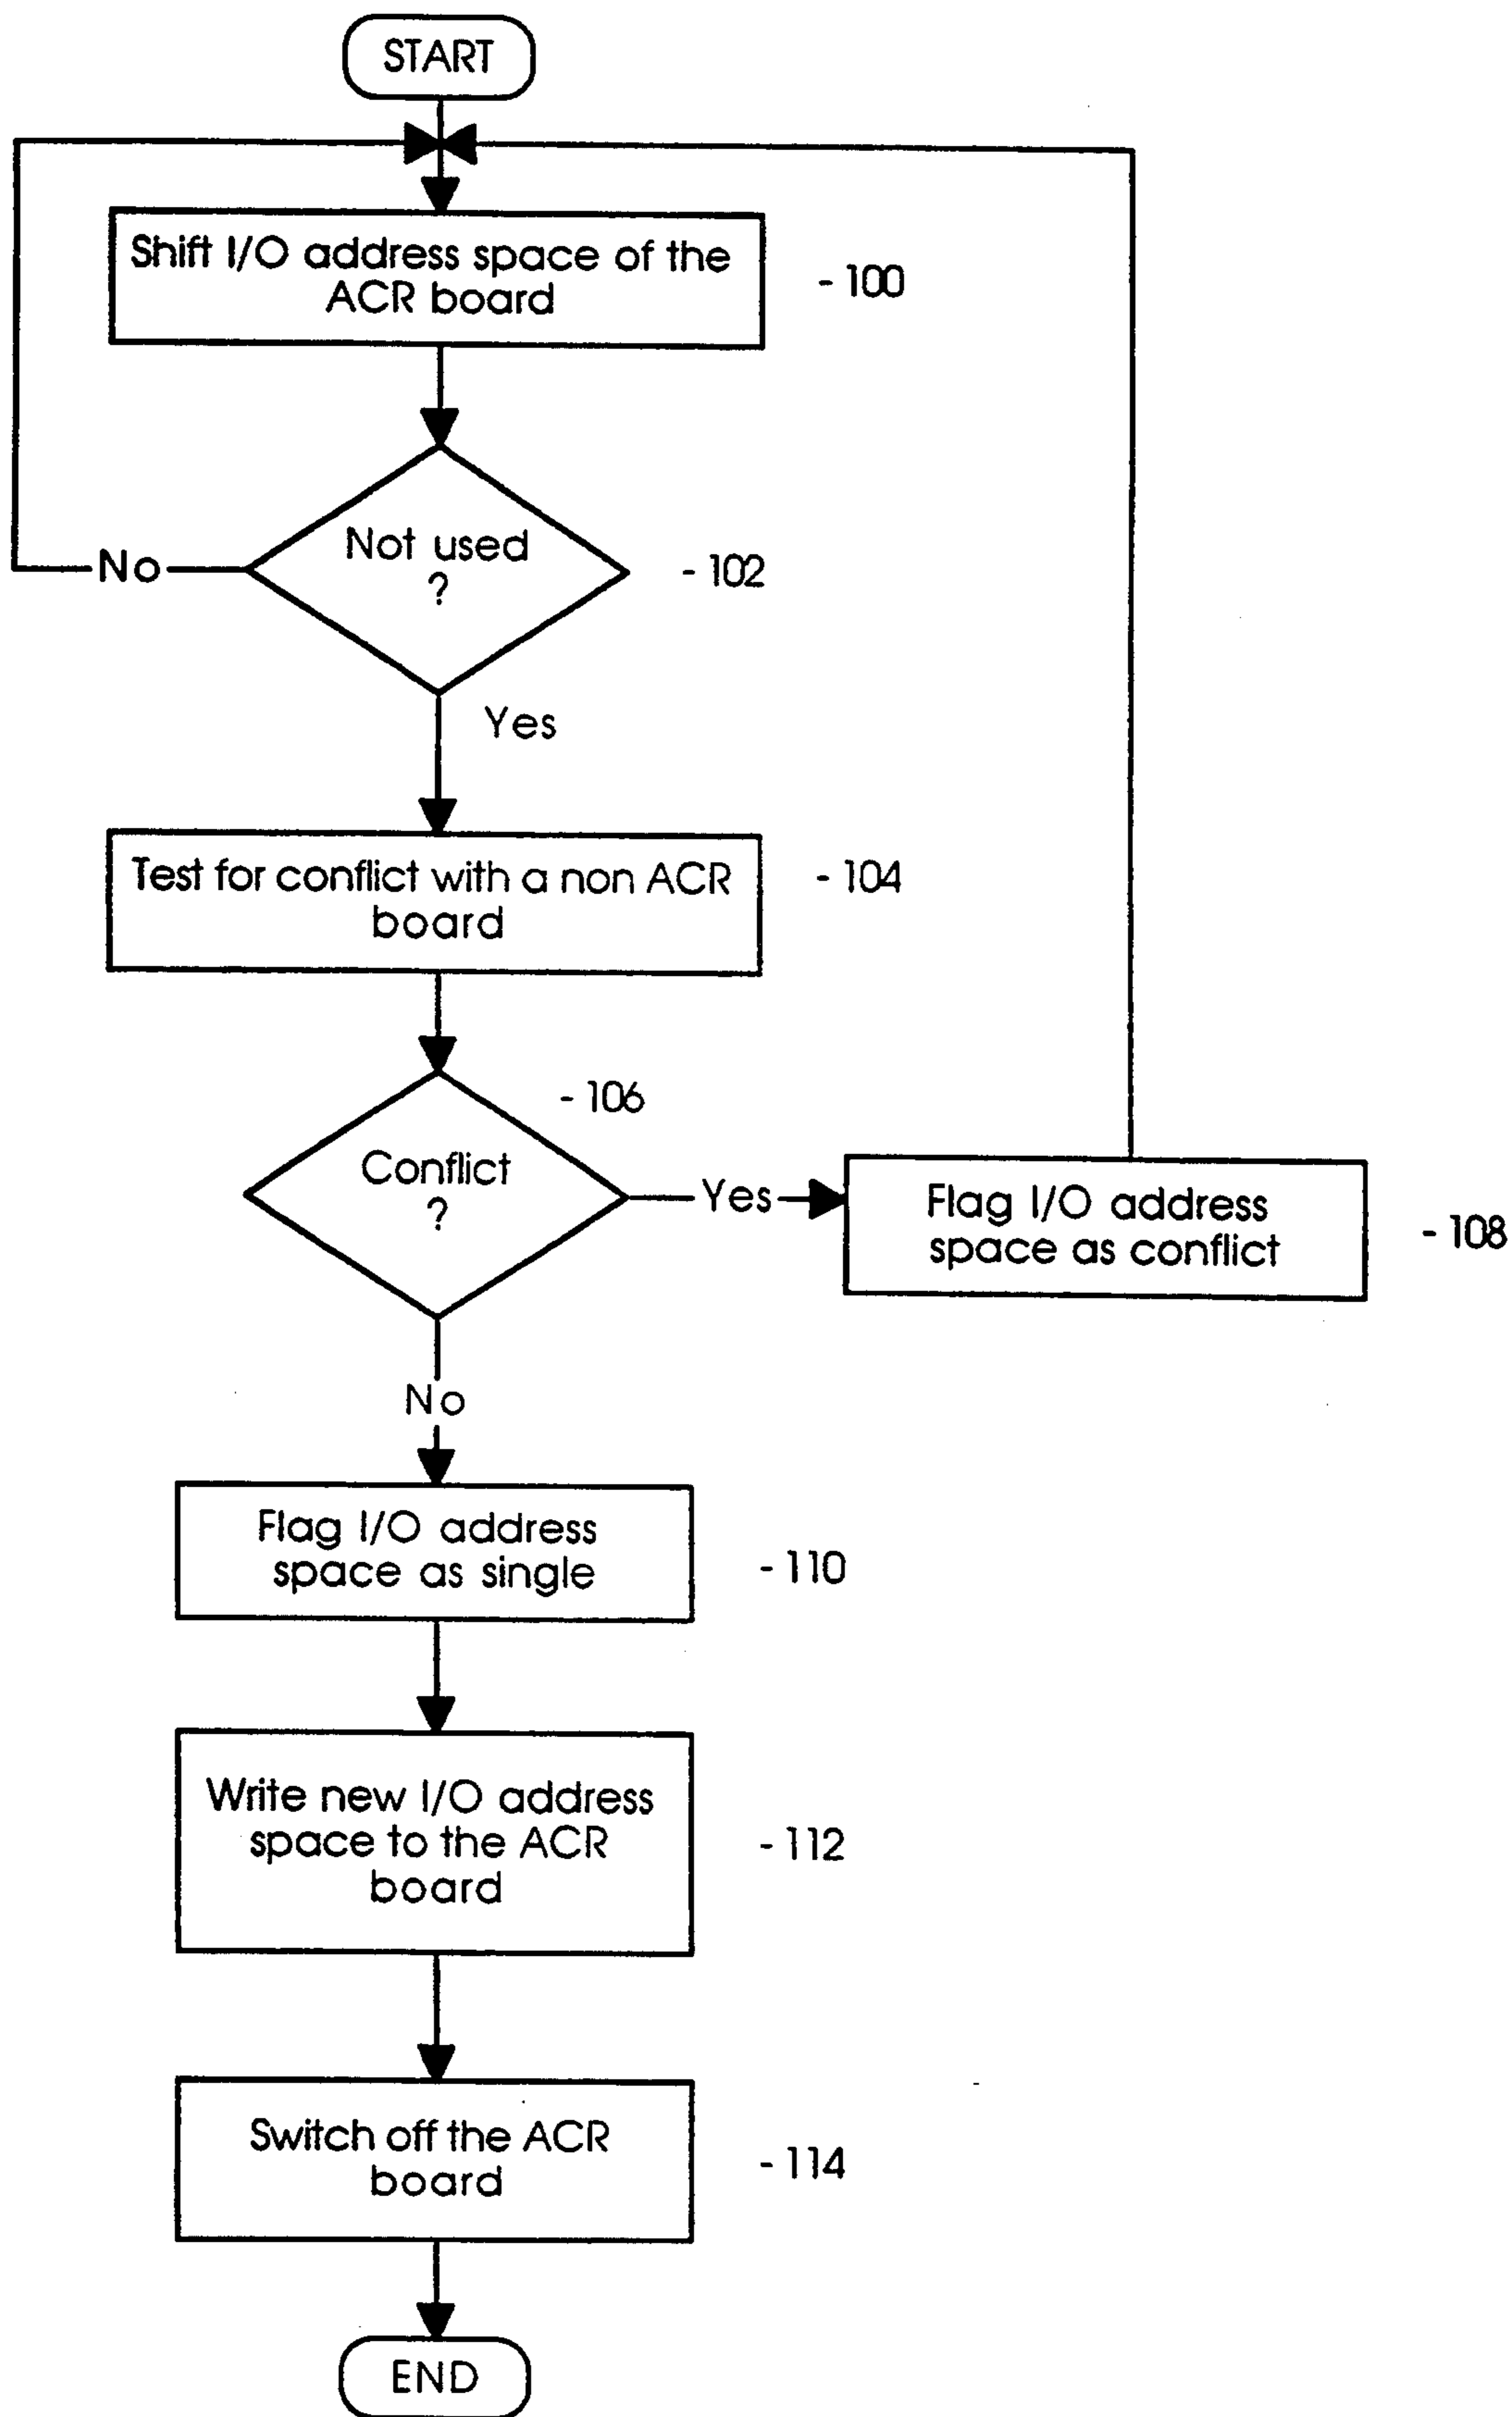 START
Shift I/O address space of the
ACR board
- 100
Not used
?
- 102
No
Yes
Test for conflict with a non ACR
board
- 104
- 106
Conflict
?
Yes
Flag I/O address
space as conflict
- 108
No
Flag I/O address
space as single
- 110
Write new I/O address
space to the ACR
board
- 112
Switch off the ACR
board
- 114
END